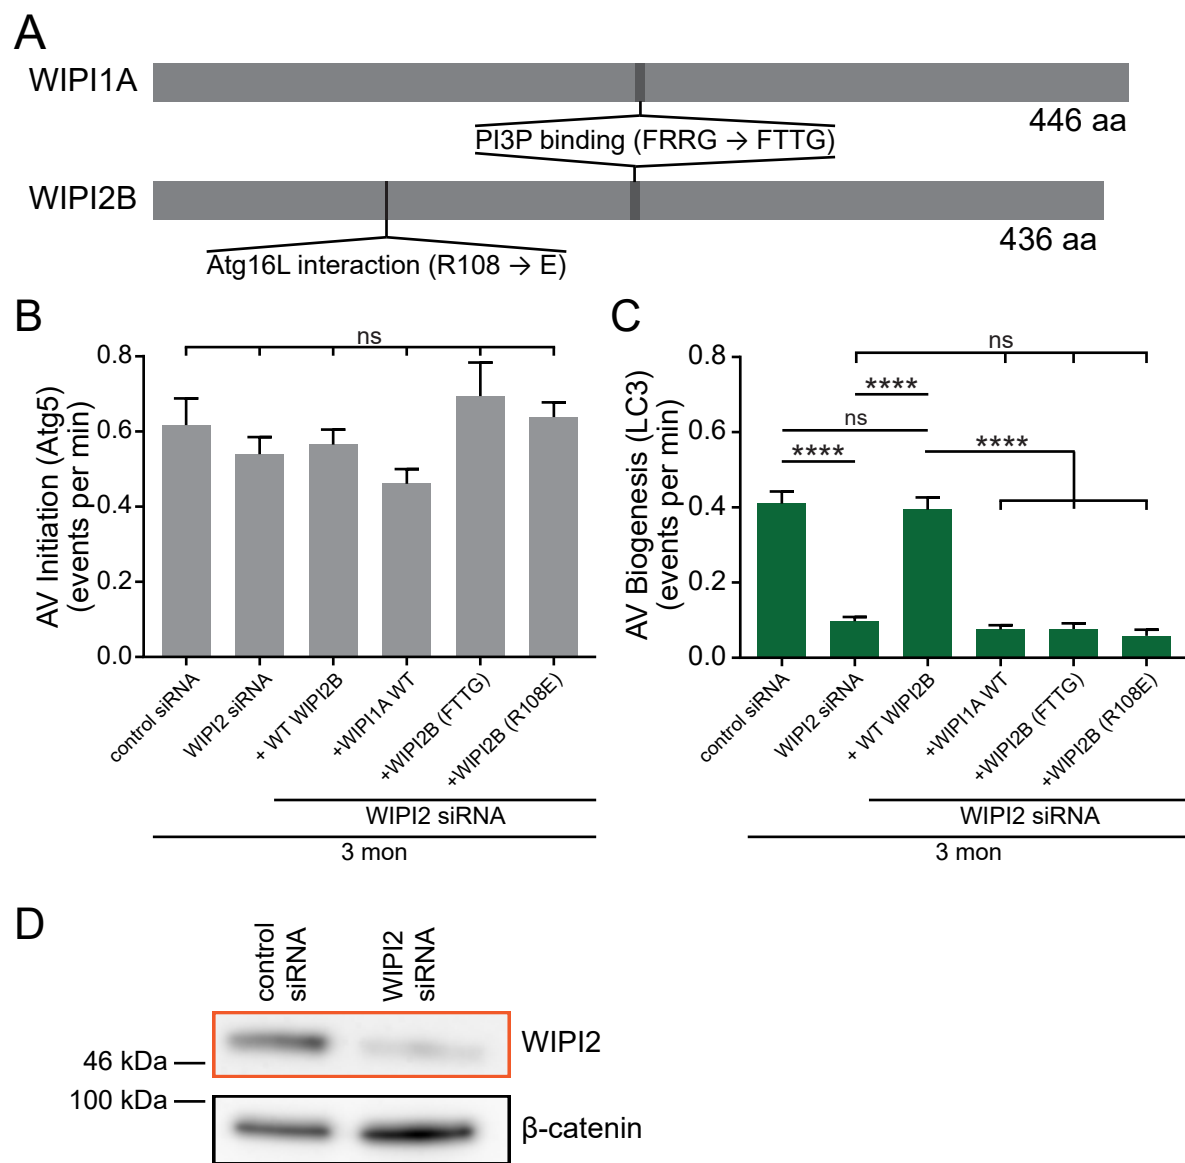 A
WIPI1A
446 aa
PI3P binding (FRRG → FTTG)
WIPI2B
436 aa
Atg16L interaction (R108 → E)
B
AV Initiation (Atg5)
(events per min)
0.8
0.6
0.4
0.2
0.0
ns
control siRNA
WIPI2 siRNA
+ WT WIPI2B
+WIPI1A WT
+WIPI2B (FTTG)
+WIPI2B (R108E)
WIPI2 siRNA
3 mon
C
AV Biogenesis (LC3)
(events per min)
0.8
0.6
0.4
0.2
0.0
ns
****
ns
****
****
control siRNA
WIPI2 siRNA
+ WT WIPI2B
+WIPI1A WT
+WIPI2B (FTTG)
+WIPI2B (R108E)
WIPI2 siRNA
3 mon
D
control
siRNA
WIPI2
siRNA
46 kDa
WIPI2
100 kDa
β-catenin